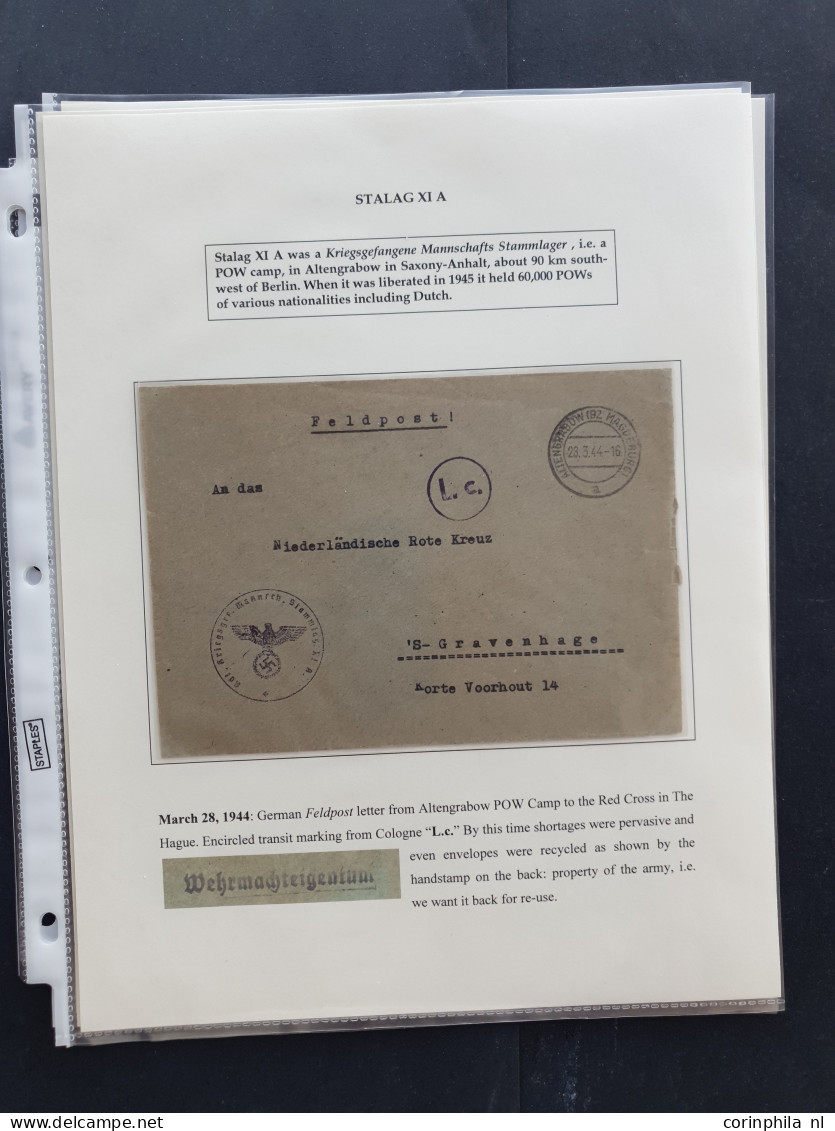 STALAG XI A
Stalag XI A was a Kriegsgefangene Mannschafts Stammlager , i.e. a
POW camp, in Altengrabow in Saxony-Anhalt, about 90 km south-
west of Berlin. When it was liberated in 1945 it held 60,000 POWs
of various nationalities including Dutch.
Feldpost!
ALTENGRABOW (BZ. MAGDEBURG)
28.3.44-16
a
An das
L. c.
Niederländische Rote Kreuz
'S- Gravenhage
Korte Voorhout 14
March 28, 1944: German Feldpost letter from Altengrabow POW Camp to the Red Cross in The
Hague. Encircled transit marking from Cologne “L.c.” By this time shortages were pervasive and
even envelopes were recycled as shown by the
handstamp on the back: property of the army, i.e.
we want it back for re-use.
Wehrmachteigentum
STAPLES
corinphila nl